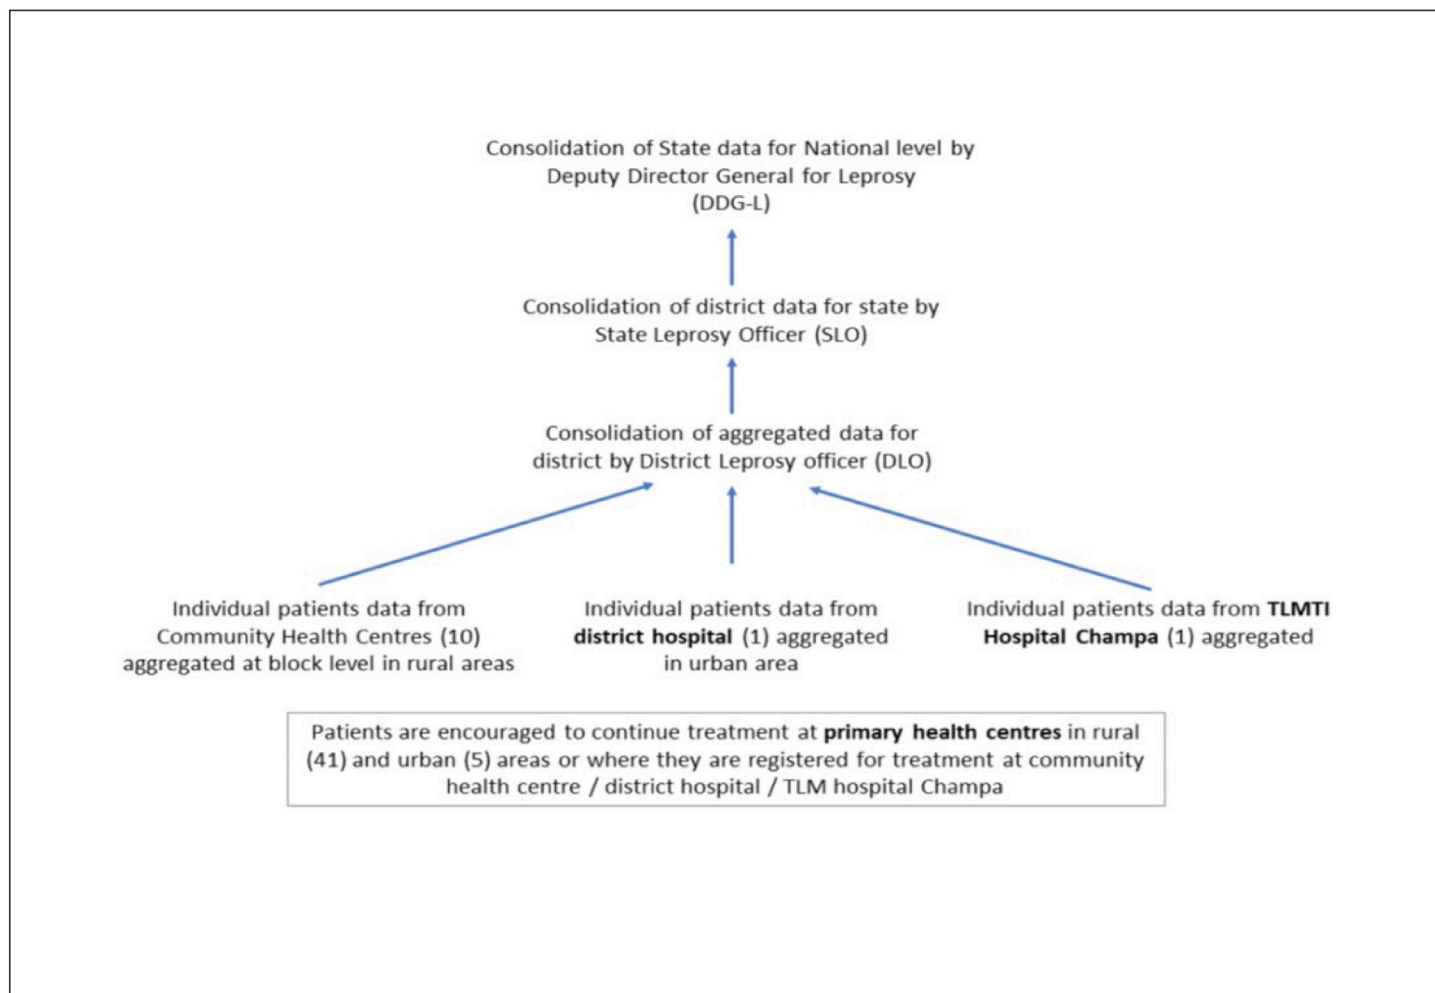 Consolidation of State data for National level by
Deputy Director General for Leprosy
(DDG-L)
Consolidation of district data for state by
State Leprosy Officer (SLO)
Consolidation of aggregated data for
district by District Leprosy officer (DLO)
Individual patients data from
Community Health Centres (10)
aggregated at block level in rural areas
Individual patients data from
district hospital (1) aggregated
in urban area
Individual patients data from TLMTI
Hospital Champa (1) aggregated
Patients are encouraged to continue treatment at primary health centres in rural
(41) and urban (5) areas or where they are registered for treatment at community
health centre / district hospital / TLM hospital Champa